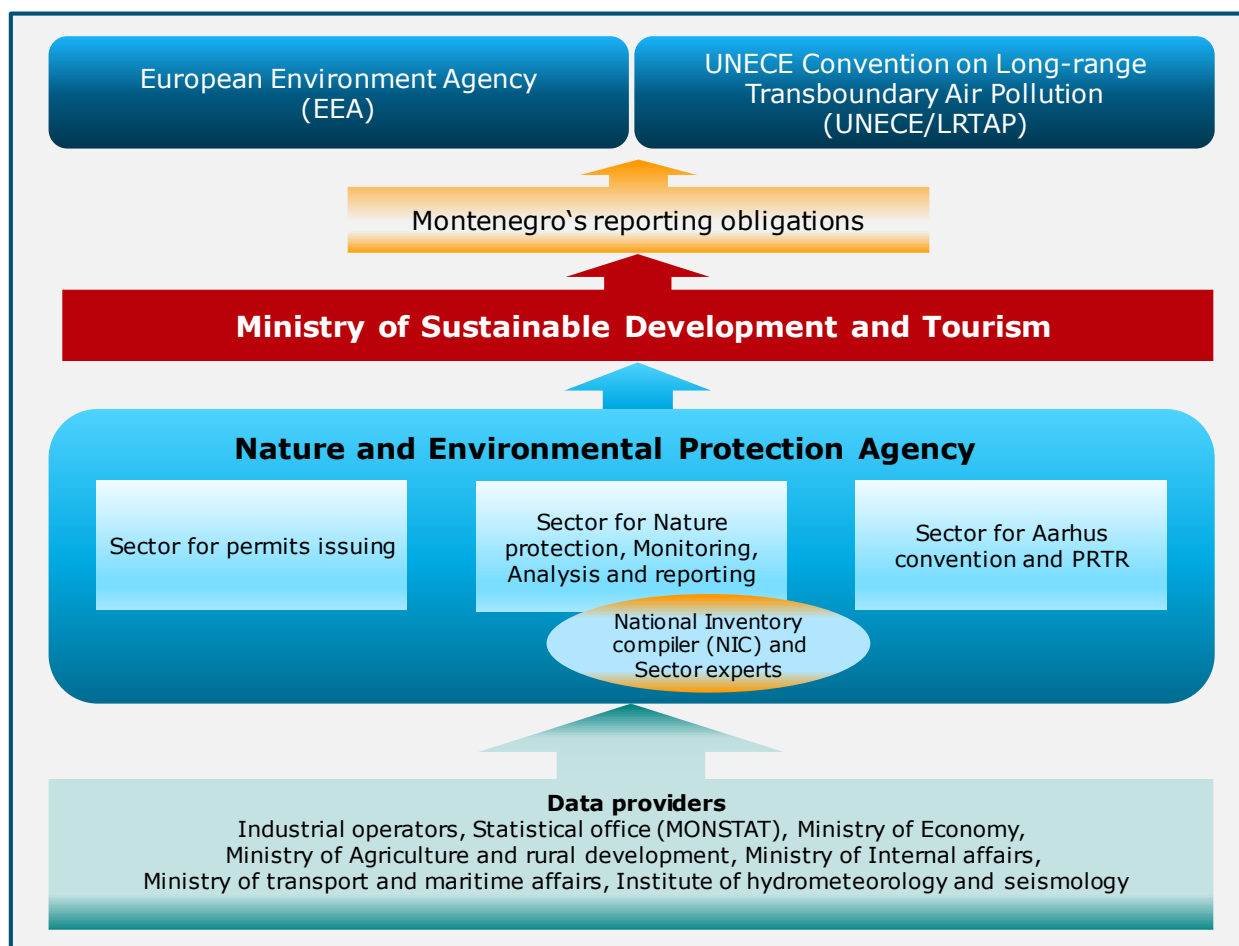 European Environment Agency
(EEA)
UNECE Convention on Long-range
Transboundary Air Pollution
(UNECE/LRTAP)
Montenegro‛s reporting obligations
Ministry of Sustainable Development and Tourism
Nature and Environmental Protection Agency
Sector for permits issuing
Sector for Nature
protection, Monitoring,
Analysis and reporting
Sector for Aarhus
convention and PRTR
National Inventory
compiler (NIC) and
Sector experts
Data providers
Industrial operators, Statistical office (MONSTAT), Ministry of Economy,
Ministry of Agriculture and rural development, Ministry of Internal affairs,
Ministry of transport and maritime affairs, Institute of hydrometeorology and seismology